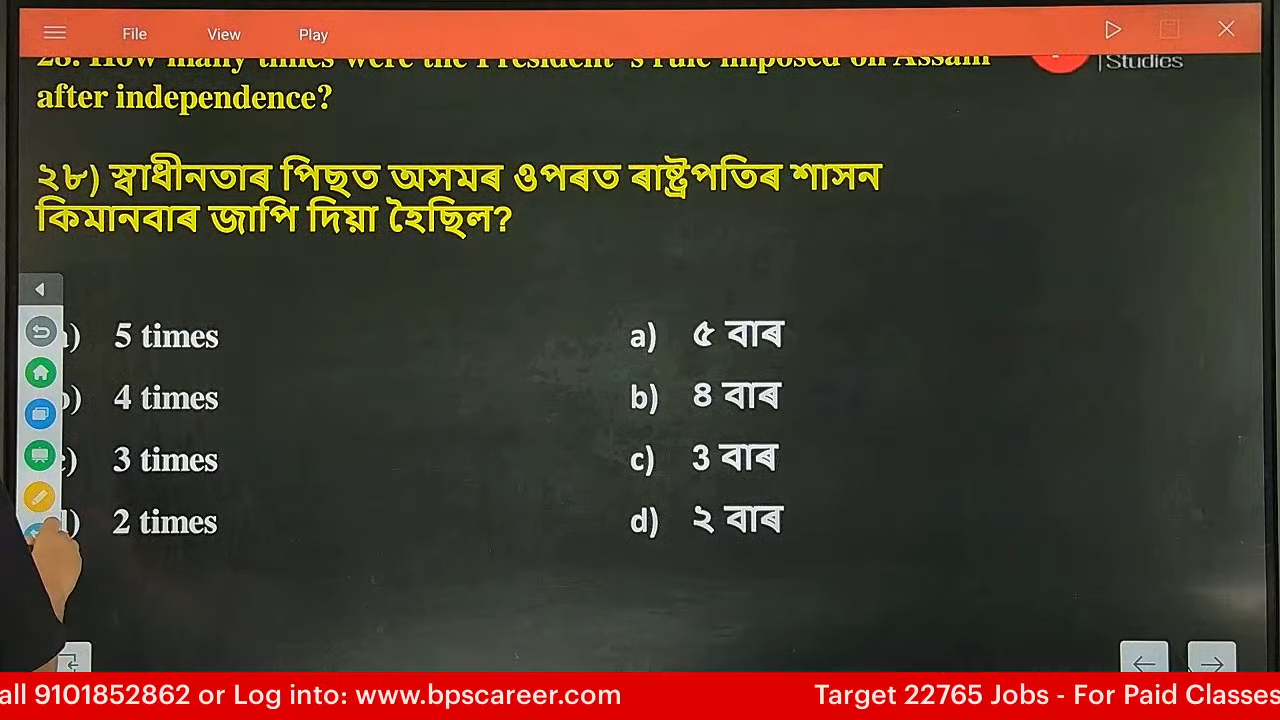 File View Play
28. How many times were the President's rule imposed on Assam
Studies
after independence?
২৮) স্বাধীনতাৰ পিছত অসমৰ ওপৰত ৰাষ্ট্ৰপতিৰ শাসন
কিমানবাৰ জাপি দিয়া হৈছিল?
) 5 times a) ৫ বাৰ
) 4 times b) ৪ বাৰ
) 3 times c) 3 বাৰ
) 2 times d) ২ বাৰ
all 9101852862 or Log into: www.bpscareer.com Target 22765 Jobs - For Paid Classes